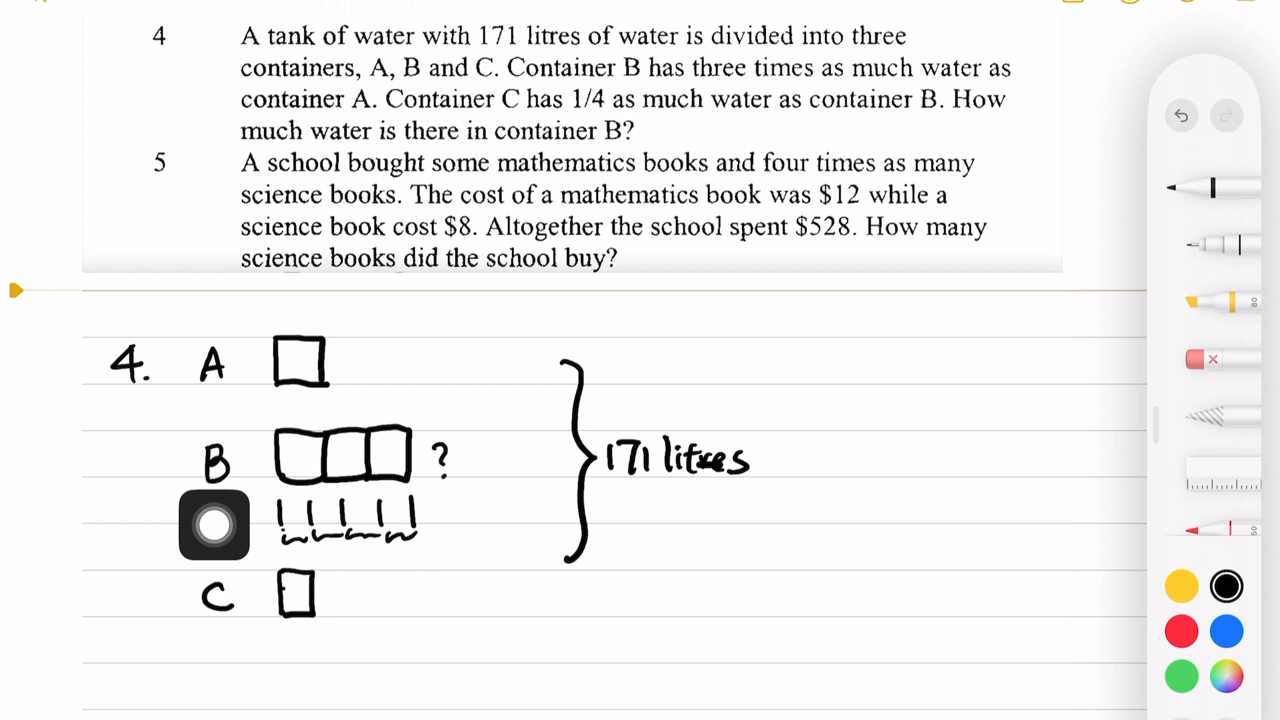 4 A tank of water with 171 litres of water is divided into three
containers, A, B and C. Container B has three times as much water as
container A. Container C has 1/4 as much water as container B. How
much water is there in container B?
5 A school bought some mathematics books and four times as many
science books. The cost of a mathematics book was $12 while a
science book cost $8. Altogether the school spent $528. How many
science books did the school buy?
4. A
B ? 171 litres
C
80
50